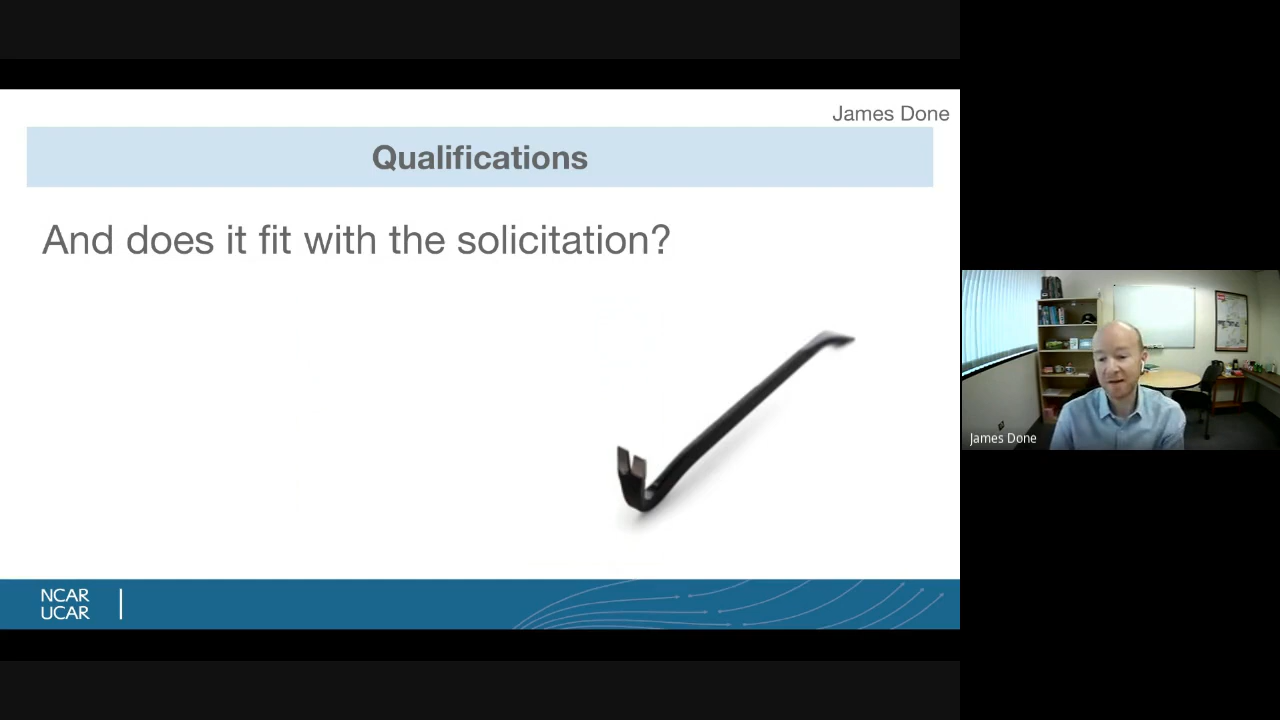 James Done
Qualifications
And does it fit with the solicitation?
NCAR
UCAR
James Done